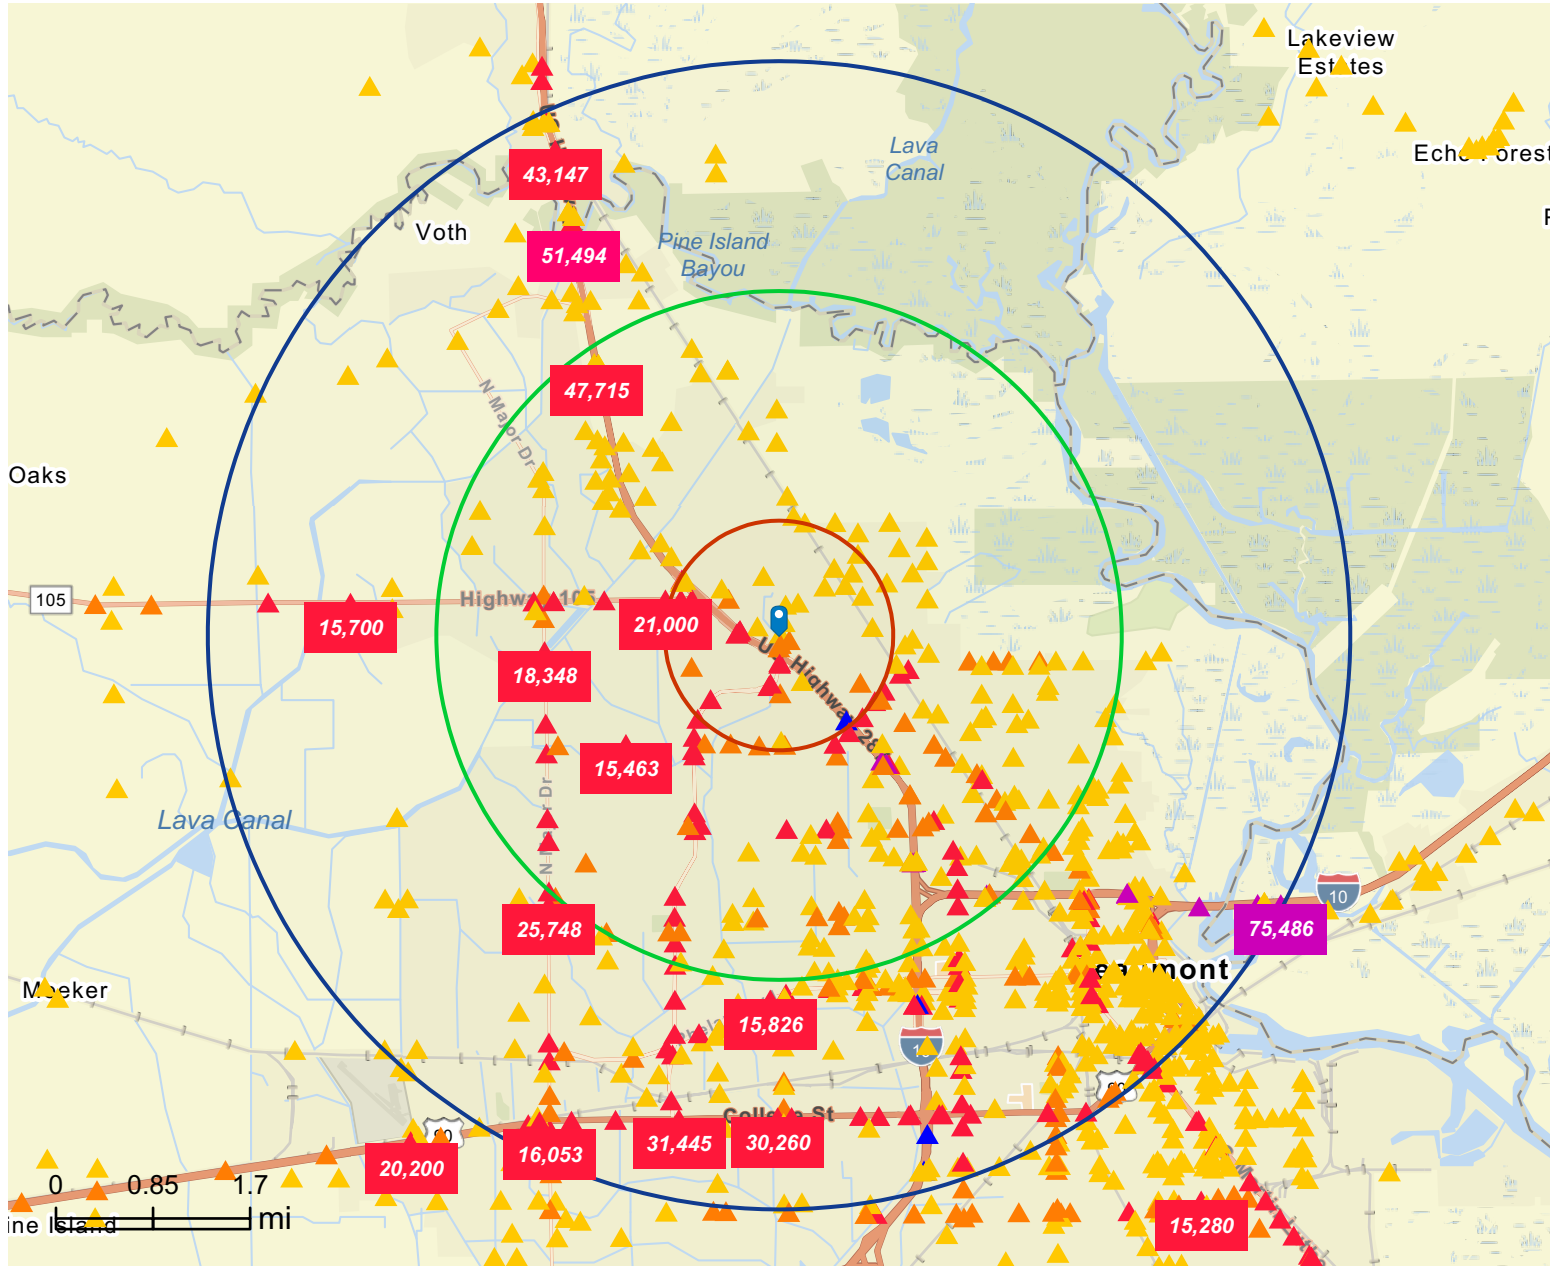 Lakeview
Estates
Echo Forest
Lava
Canal
43,147
Voth
Pine Island
Bayou
51,494
47,715
N Major Dr
Oaks
105
Highway 105
15,700
21,000
18,348
15,463
N Major Dr
Lava Canal
10
25,748
75,486
Meeker
15,826
College St
31,445
30,260
16,053
20,200
15,280
0 0.85 1.7
mi